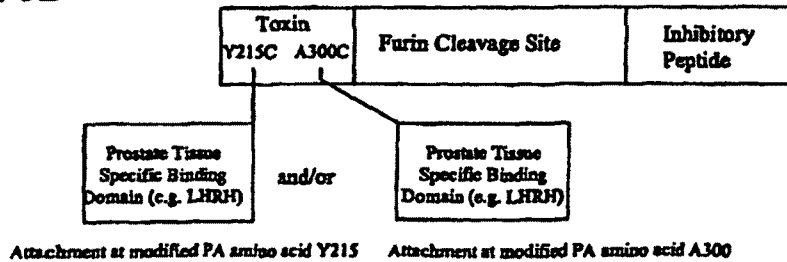 Toxin
Y215C A300C
Furin Cleavage Site
Inhibitory
Peptide
Prostate Tissue
Specific Binding
Domain (e.g. LHRH)
and/or
Prostate Tissue
Specific Binding
Domain (e.g. LHRH)
Attachment at modified PA amino acid Y215
Attachment at modified PA amino acid A300